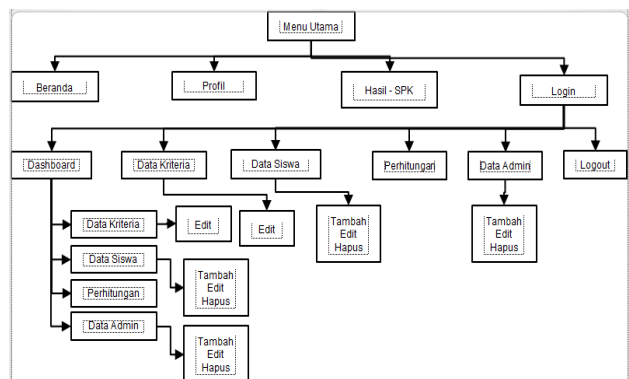 Menu Utama
Beranda
Profil
Hasil - SPK
Login
Dashboard
Data Kriteria
Data Siswa
Perhitungan
Data Admin
Logout
Data Kriteria
Edit
Edit
Tambah
Edit
Hapus
Tambah
Edit
Hapus
Data Siswa
Tambah
Edit
Hapus
Perhitungan
Data Admin
Tambah
Edit
Hapus